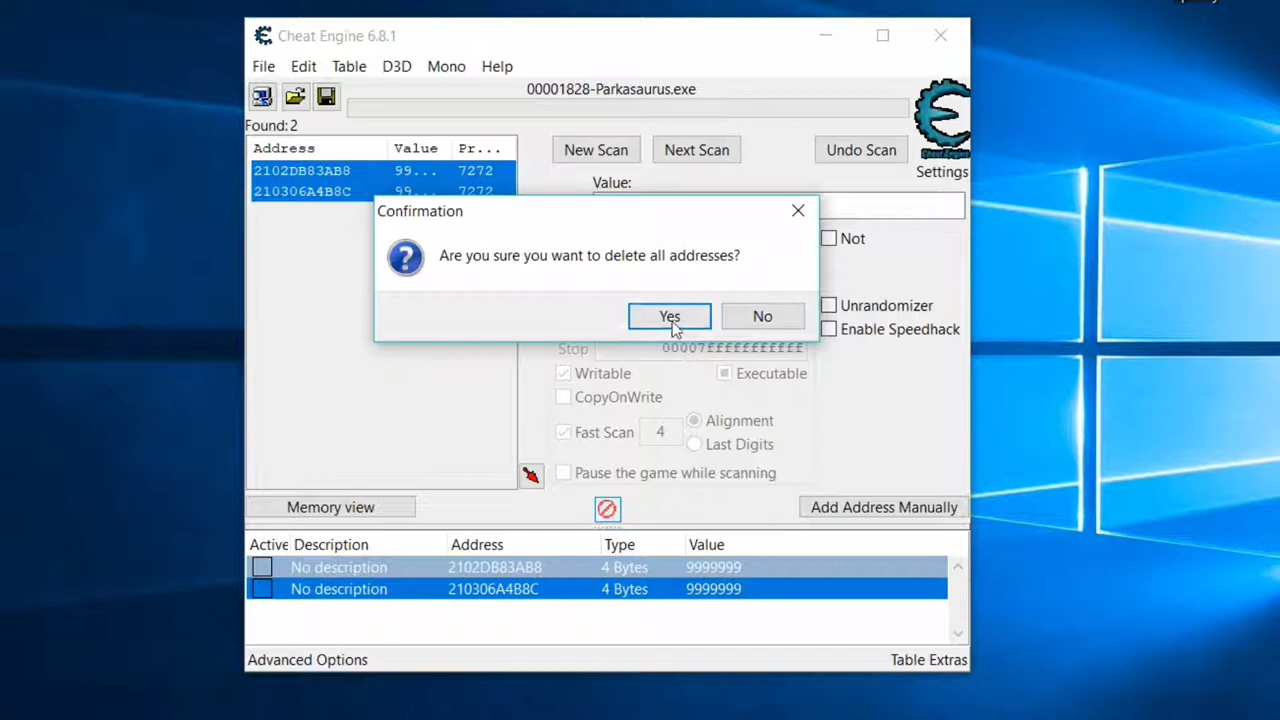 Cheat Engine 6.8.1
File Edit Table D3D Mono Help
00001828-Parkasaurus.exe
Found:2
Address Value Pr...
2102DB83AB8 99... 7272
210306A4B8C 99... 7272
New Scan Next Scan Undo Scan
Cheat Engine
Settings
Value:
Confirmation
Are you sure you want to delete all addresses?
Yes No
Not
Unrandomizer
Enable Speedhack
Stop 00007fffffffffff
Writable Executable
CopyOnWrite
Fast Scan 4 Alignment
Last Digits
Pause the game while scanning
Memory view Add Address Manually
Active Description Address Type Value
No description 2102DB83AB8 4 Bytes 9999999
No description 210306A4B8C 4 Bytes 9999999
Advanced Options Table Extras